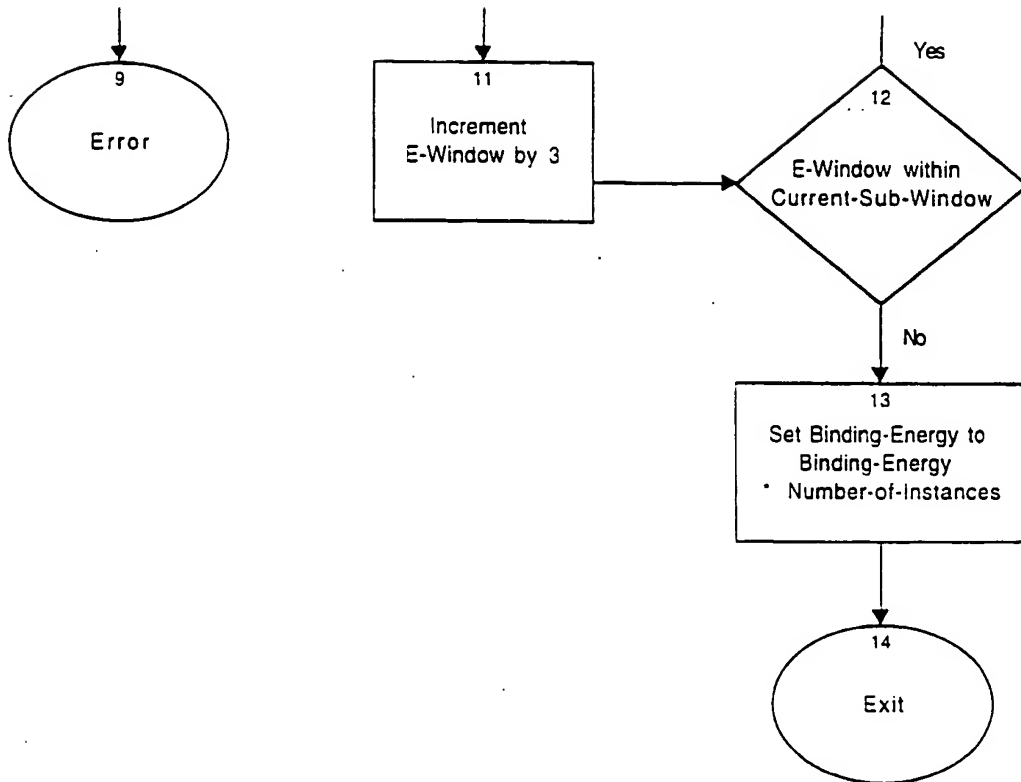 9
Error
11
Increment
E-Window by 3
Yes
12
E-Window within
Current-Sub-Window
No
13
Set Binding-Energy to
Binding-Energy
* Number-of-Instances
14
Exit